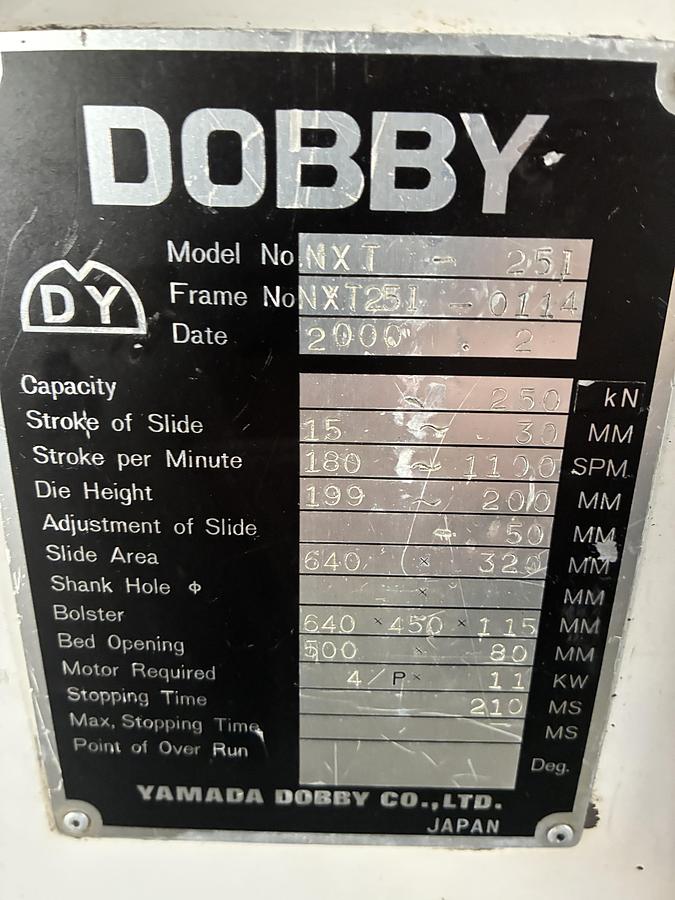 DOBBY
DY
Model No NXT - 251
Frame No NXT251 - 0114
Date 2000 . 2
Capacity ~ 250 kN
Stroke of Slide 15 ~ 30 MM
Stroke per Minute 180 ~ 1100 SPM
Die Height 199 ~ 200 MM
Adjustment of Slide - 50 MM
Slide Area 640 × 320 MM
Shank Hole φ × MM
Bolster 640 × 450 × 115 MM
Bed Opening 500 × 80 MM
Motor Required 4/P × 11 KW
Stopping Time 210 MS
Max, Stopping Time MS
Point of Over Run Deg.
YAMADA DOBBY CO.,LTD.
JAPAN